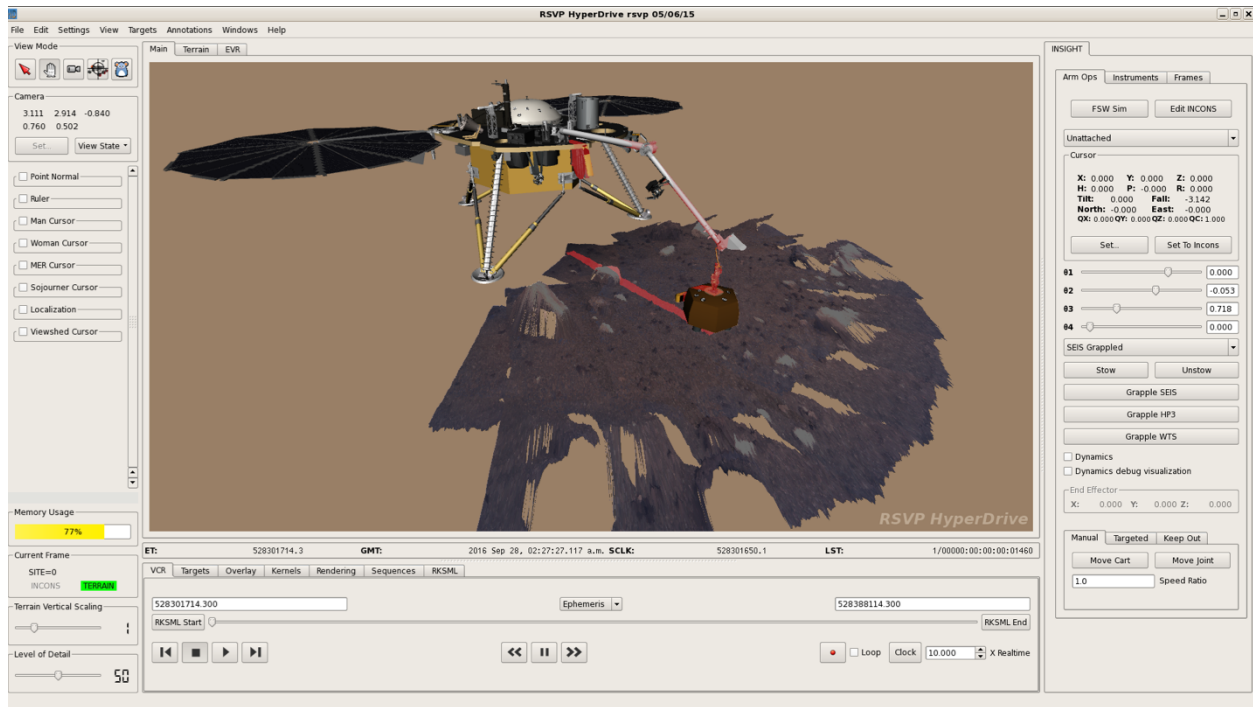 RSVP HyperDrive rsvp 05/06/15
File Edit Settings View Targets Annotations Windows Help
View Mode
Camera
3.111 2.914 -0.840
0.760 0.502
Set... View State
Point Normal
Ruler
Man Cursor
Woman Cursor
MER Cursor
Sojourner Cursor
Localization
Viewshed Cursor
Memory Usage
77%
Current Frame
SITE=0
INCONS TERRAIN
Terrain Vertical Scaling
1
Level of Detail
50
Main Terrain EVR
RSVP HyperDrive
ET: 528301714.3 GMT: 2016 Sep 28, 02:27:27.117 a.m. SCLK: 528301650.1 LST: 1/00000:00:00:00:01460
VCR Targets Overlay Kernels Rendering Sequences RKSML
528301714.300 Ephemeris 528388114.300
RKSML Start RKSML End
Loop Clock 10.000 X Realtime
INSIGHT
Arm Ops Instruments Frames
FSW Sim Edit INCONS
Unattached
Cursor
X: 0.000 Y: 0.000 Z: 0.000
H: 0.000 P: -0.000 R: 0.000
Tilt: 0.000 Fall: -3.142
North: -0.000 East: -0.000
QX: 0.000 QY: 0.000 QZ: 0.000 QC: 1.000
Set.. Set To Incons
θ1 0.000
θ2 -0.053
θ3 0.718
θ4 0.000
SEIS Grappled
Stow Unstow
Grapple SEIS
Grapple HP3
Grapple WTS
Dynamics
Dynamics debug visualization
End Effector
X: 0.000 Y: 0.000 Z: 0.000
Manual Targeted Keep Out
Move Cart Move Joint
1.0 Speed Ratio